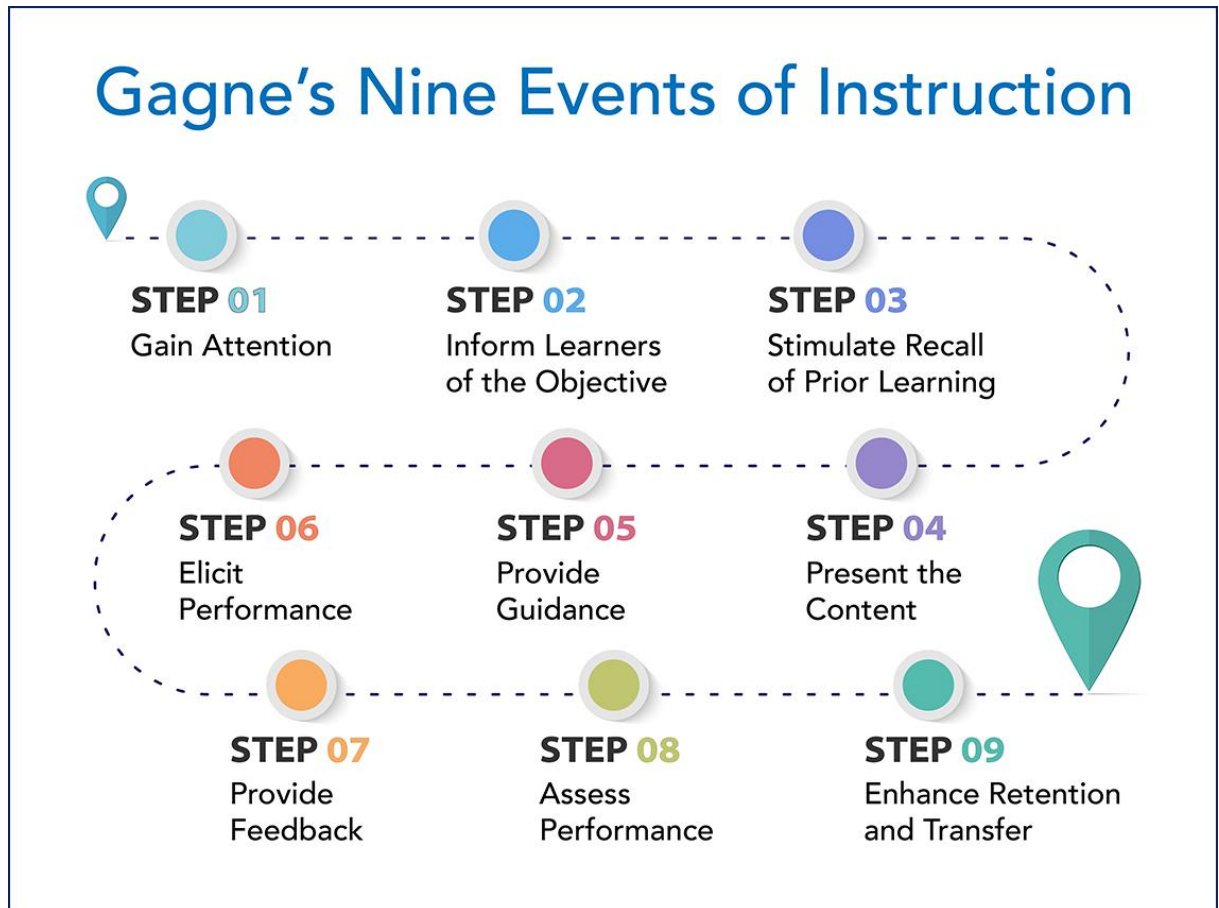 Gagne’s Nine Events of Instruction
STEP 01
Gain Attention
STEP 02
Inform Learners
of the Objective
STEP 03
Stimulate Recall
of Prior Learning
STEP 04
Present the
Content
STEP 05
Provide
Guidance
STEP 06
Elicit
Performance
STEP 07
Provide
Feedback
STEP 08
Assess
Performance
STEP 09
Enhance Retention
and Transfer